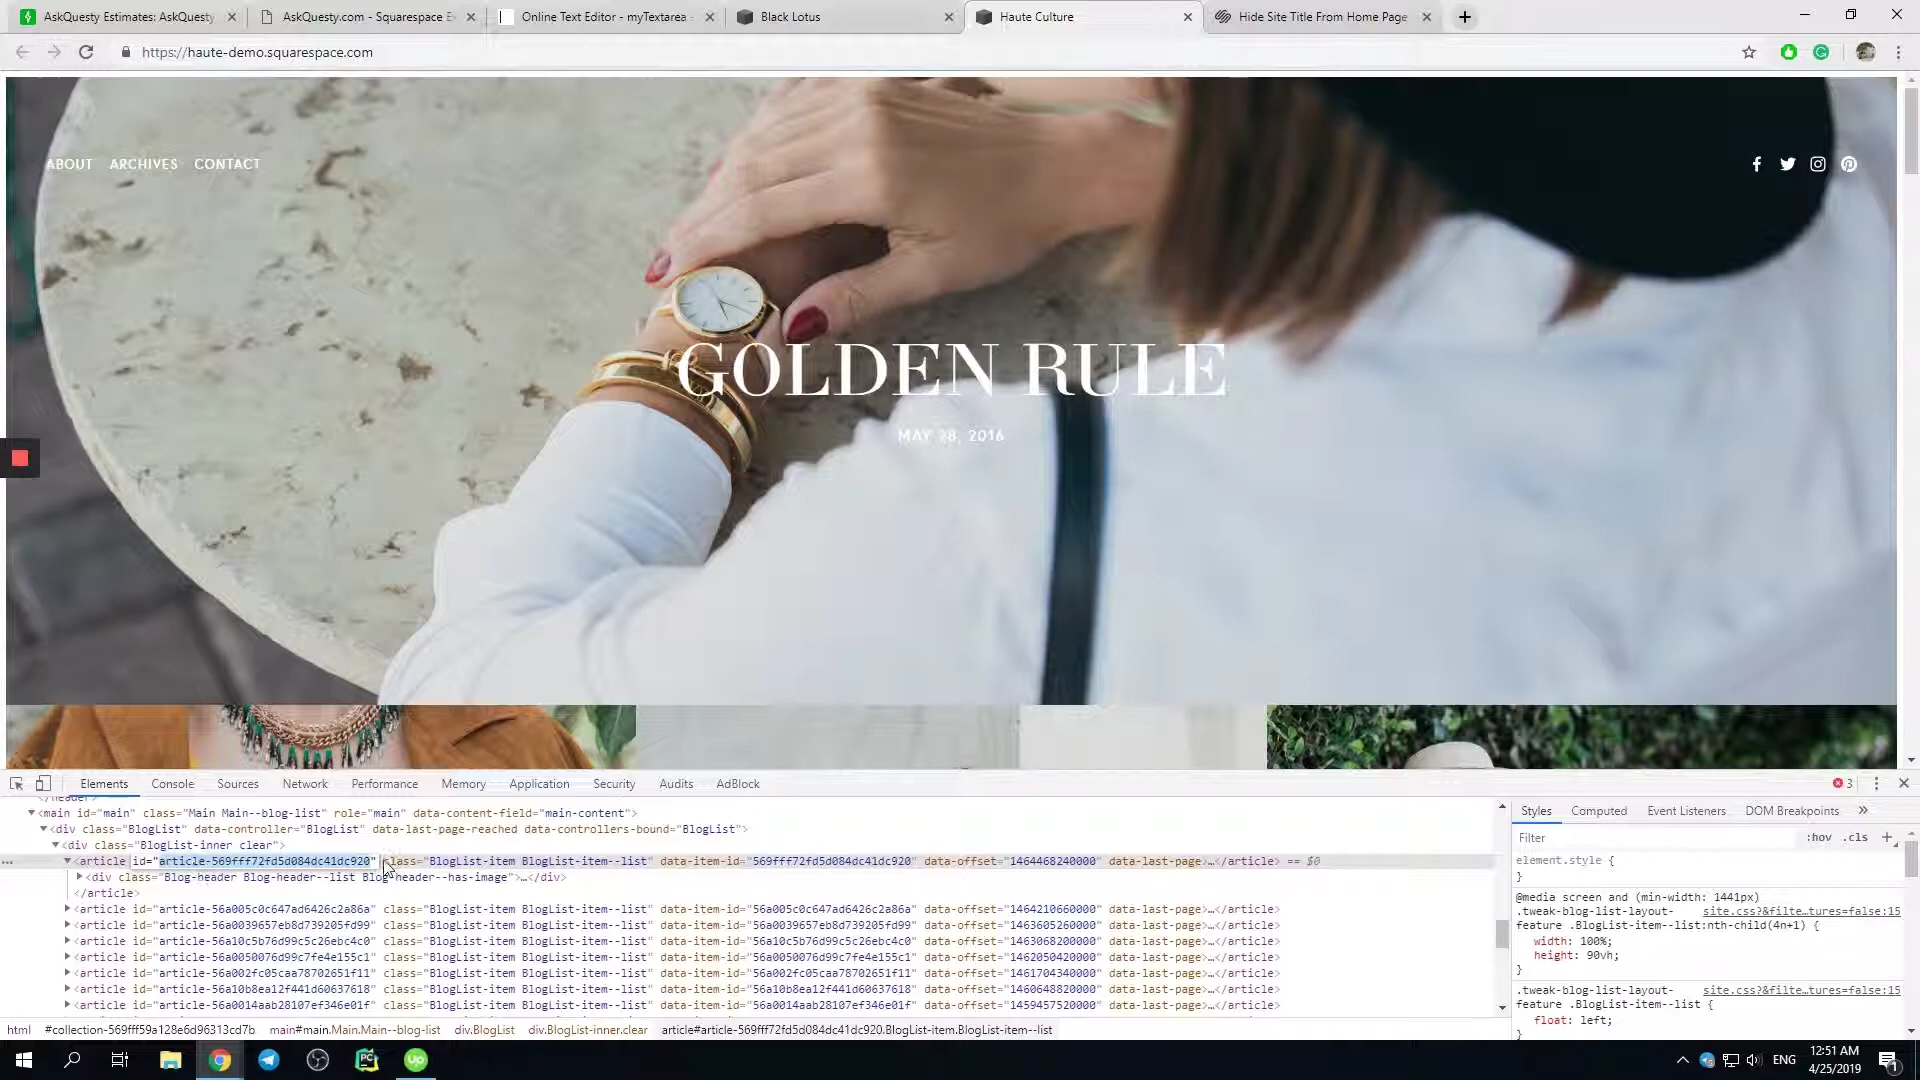 AskQuesty Estimates: AskQuesty
AskQuesty.com - Squarespace E
Online Text Editor - myTextarea
Black Lotus
Haute Culture
Hide Site Title From Home Page
https://haute-demo.squarespace.com
ABOUT ARCHIVES CONTACT
GOLDEN RULE
MAY 28, 2016
Elements Console Sources Network Performance Memory Application Security Audits AdBlock 3
</header>
<main id="main" class="Main Main--blog-list" role="main" data-content-field="main-content">
<div class="BlogList" data-controller="BlogList" data-last-page-reached data-controllers-bound="BlogList">
<div class="BlogList-inner clear">
<article id="article-569fff72fd5d084dc41dc920" class="BlogList-item BlogList-item--list" data-item-id="569fff72fd5d084dc41dc920" data-offset="1464468240000" data-last-page>…</article> == $0
<div class="Blog-header Blog-header--list Blog-header--has-image">…</div>
</article>
<article id="article-56a005c0c647ad6426c2a86a" class="BlogList-item BlogList-item--list" data-item-id="56a005c0c647ad6426c2a86a" data-offset="1464210660000" data-last-page>…</article>
<article id="article-56a0039657eb8d739205fd99" class="BlogList-item BlogList-item--list" data-item-id="56a0039657eb8d739205fd99" data-offset="1463605260000" data-last-page>…</article>
<article id="article-56a10c5b76d99c5c26ebc4c0" class="BlogList-item BlogList-item--list" data-item-id="56a10c5b76d99c5c26ebc4c0" data-offset="1463068200000" data-last-page>…</article>
<article id="article-56a0050076d99c7fe4e155c1" class="BlogList-item BlogList-item--list" data-item-id="56a0050076d99c7fe4e155c1" data-offset="1462050420000" data-last-page>…</article>
<article id="article-56a002fc05caa78702651f11" class="BlogList-item BlogList-item--list" data-item-id="56a002fc05caa78702651f11" data-offset="1461704340000" data-last-page>…</article>
<article id="article-56a10b8ea12f441d60637618" class="BlogList-item BlogList-item--list" data-item-id="56a10b8ea12f441d60637618" data-offset="1460648820000" data-last-page>…</article>
<article id="article-56a0014aab28107ef346e01f" class="BlogList-item BlogList-item--list" data-item-id="56a0014aab28107ef346e01f" data-offset="1459457520000" data-last-page>…</article>
html #collection-569fff59a128e6d96313cd7b main#main.Main.Main--blog-list div.BlogList div.BlogList-inner.clear article#article-569fff72fd5d084dc41dc920.BlogList-item.BlogList-item--list
Styles Computed Event Listeners DOM Breakpoints »
Filter :hov .cls +
element.style {
}
@media screen and (min-width: 1441px)
.tweak-blog-list-layout- site.css?&filte…tures=false:15
feature .BlogList-item--list:nth-child(4n+1) {
width: 100%;
height: 90vh;
}
.tweak-blog-list-layout- site.css?&filte…tures=false:15
feature .BlogList-item--list {
float: left;
}
PC
up
ENG
12:51 AM
4/25/2019
1